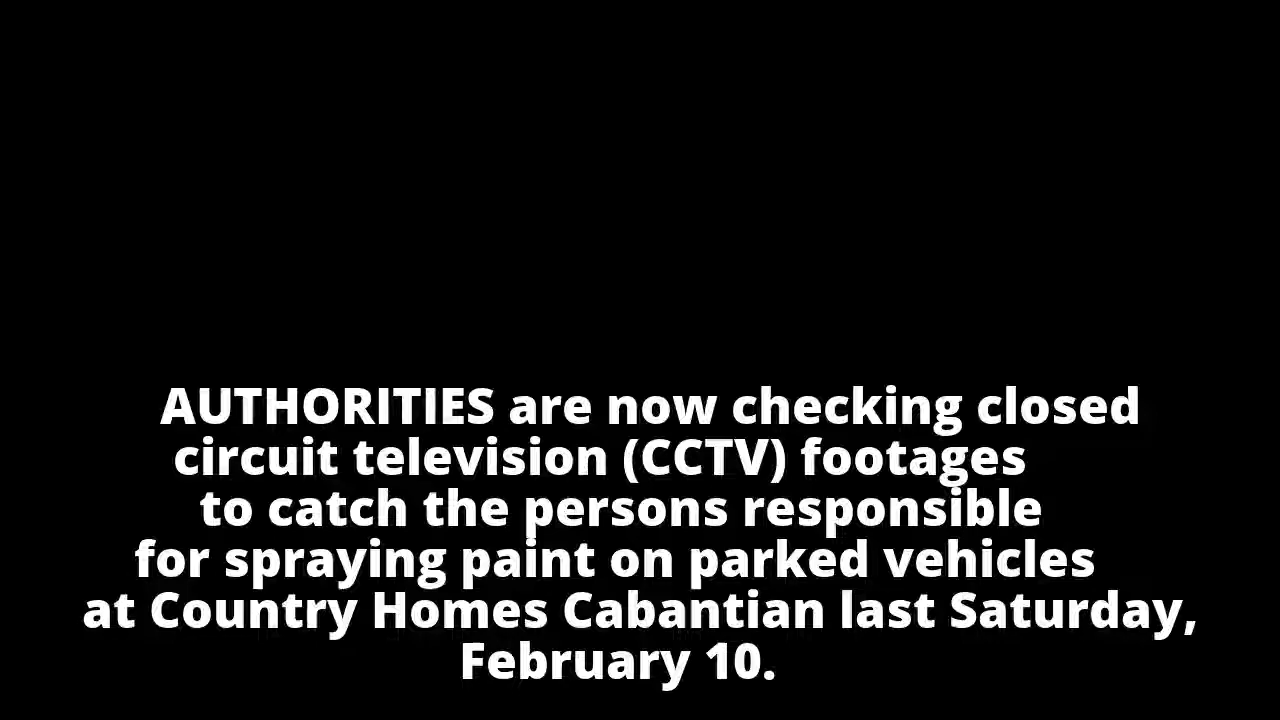 AUTHORITIES are now checking closed
circuit television (CCTV) footages
to catch the persons responsible
for spraying paint on parked vehicles
at Country Homes Cabantian last Saturday,
February 10.